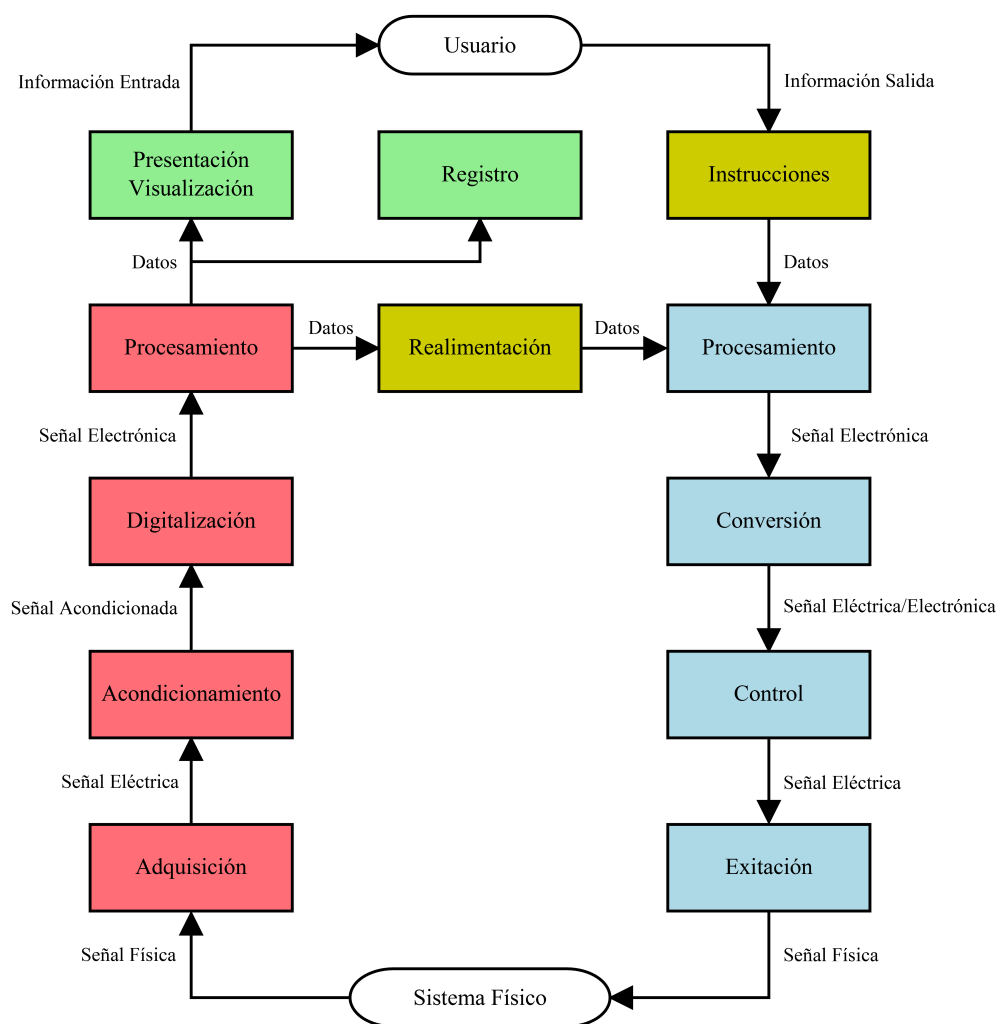 Usuario
Información Entrada
Información Salida
Presentación
Visualización
Registro
Instrucciones
Datos
Datos
Procesamiento
Datos
Realimentación
Datos
Procesamiento
Señal Electrónica
Señal Electrónica
Digitalización
Conversión
Señal Acondicionada
Señal Eléctrica/Electrónica
Acondicionamiento
Control
Señal Eléctrica
Señal Eléctrica
Adquisición
Exitación
Señal Física
Señal Física
Sistema Físico